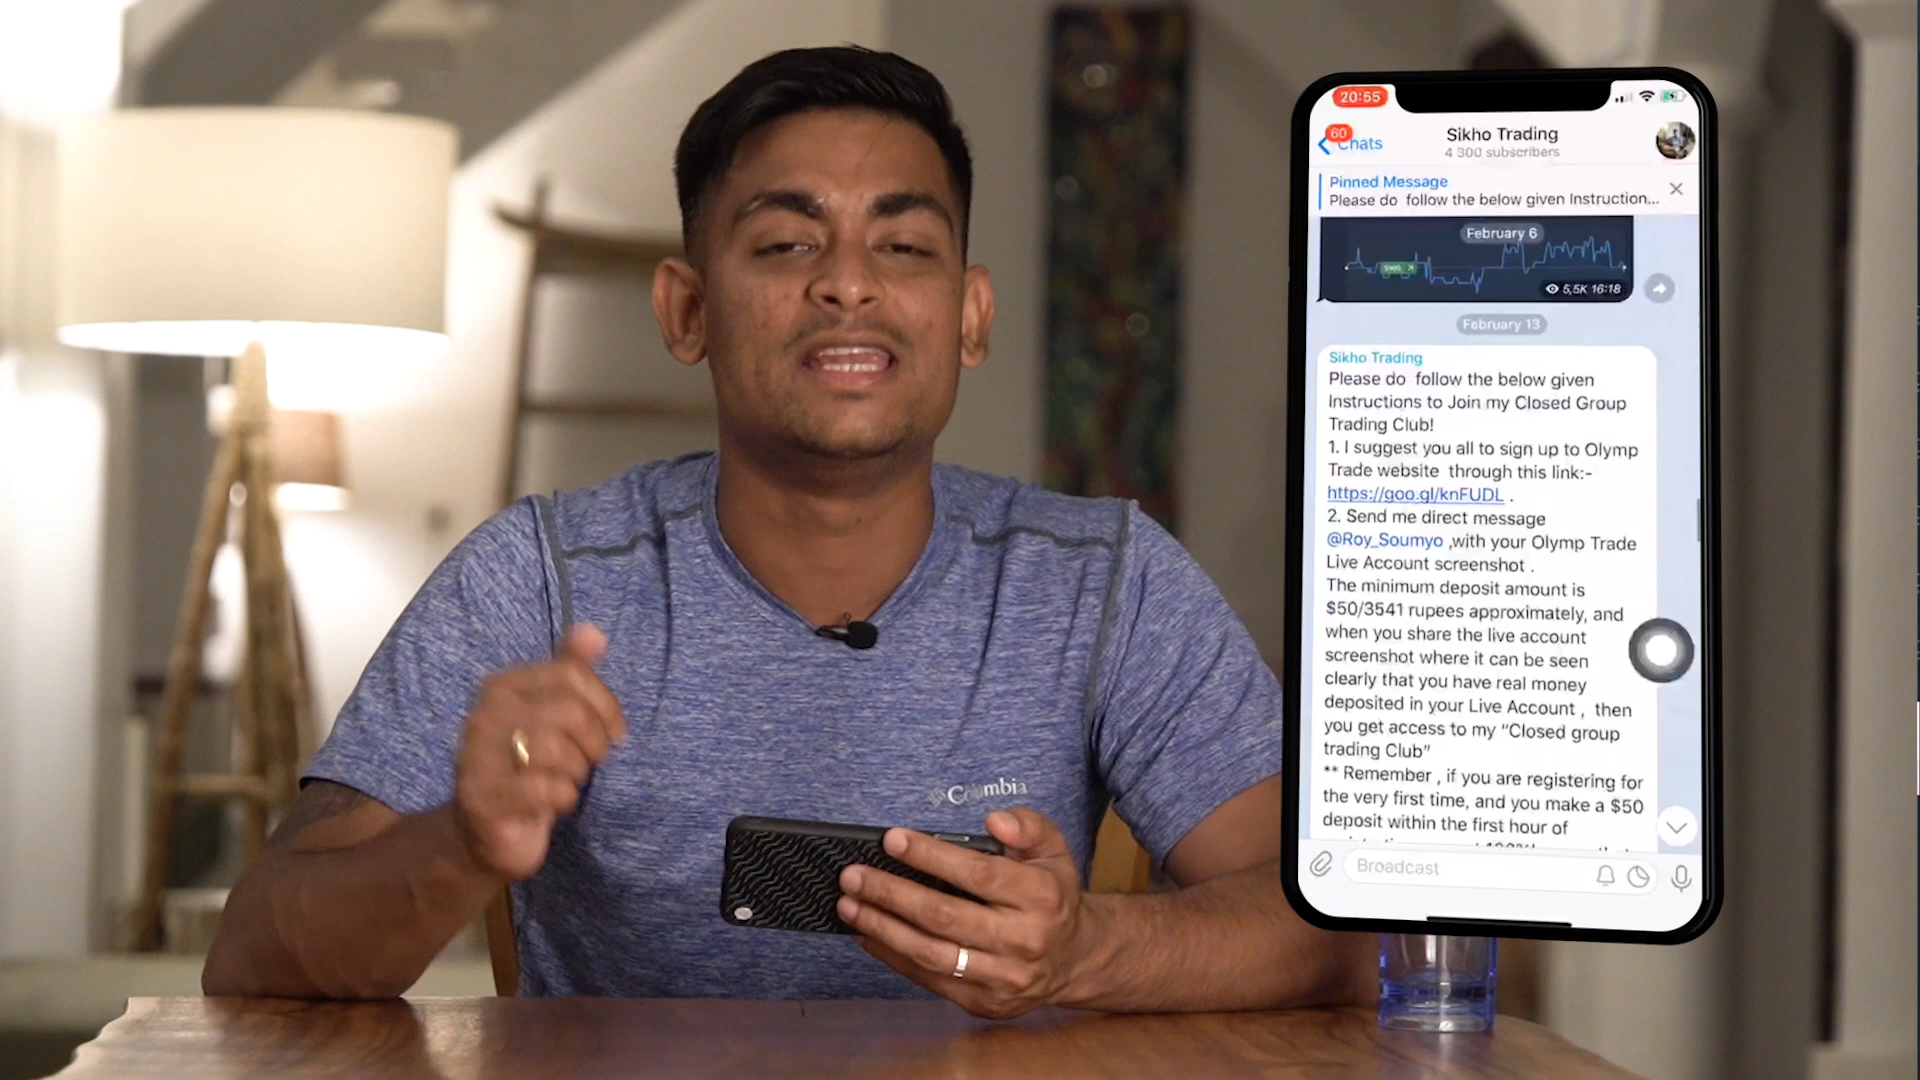 20:55
60
Chats
Sikho Trading
4 300 subscribers
Pinned Message
Please do follow the below given Instruction...
February 6
5,5K 16:18
February 13
Sikho Trading
Please do follow the below given
Instructions to Join my Closed Group
Trading Club!
1. I suggest you all to sign up to Olymp
Trade website through this link:-
https://goo.gl/knFUDL .
2. Send me direct message
@Roy_Soumyo ,with your Olymp Trade
Live Account screenshot .
The minimum deposit amount is
$50/3541 rupees approximately, and
when you share the live account
screenshot where it can be seen
clearly that you have real money
deposited in your Live Account , then
you get access to my “Closed group
trading Club”
** Remember , if you are registering for
the very first time, and you make a $50
deposit within the first hour of
Broadcast
Columbia